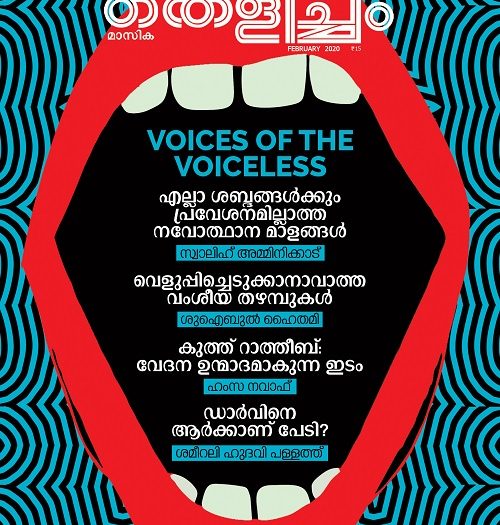 തെളിച്ചം
മാസിക
FEBRUARY 2020 ₹15
VOICES OF THE
VOICELESS
എല്ലാ ശബ്ദങ്ങൾക്കും
പ്രവേശനമില്ലാത്ത
നവോത്ഥാന മാളങ്ങൾ
സ്വാലിഹ് അമ്മിനിക്കാട്
വെളുപ്പിച്ചെടുക്കാനാവാത്ത
വംശീയ തഴമ്പുകൾ
ശുഐബുൽ ഹൈതമി
കുത്ത് റാത്തീബ്:
വേദന ഉന്മാദമാകുന്ന ഇടം
ഹംസ നവാഫ്
ഡാർവിനെ
ആർക്കാണ് പേടി?
ശമീറലി ഹുദവി പള്ളത്ത്